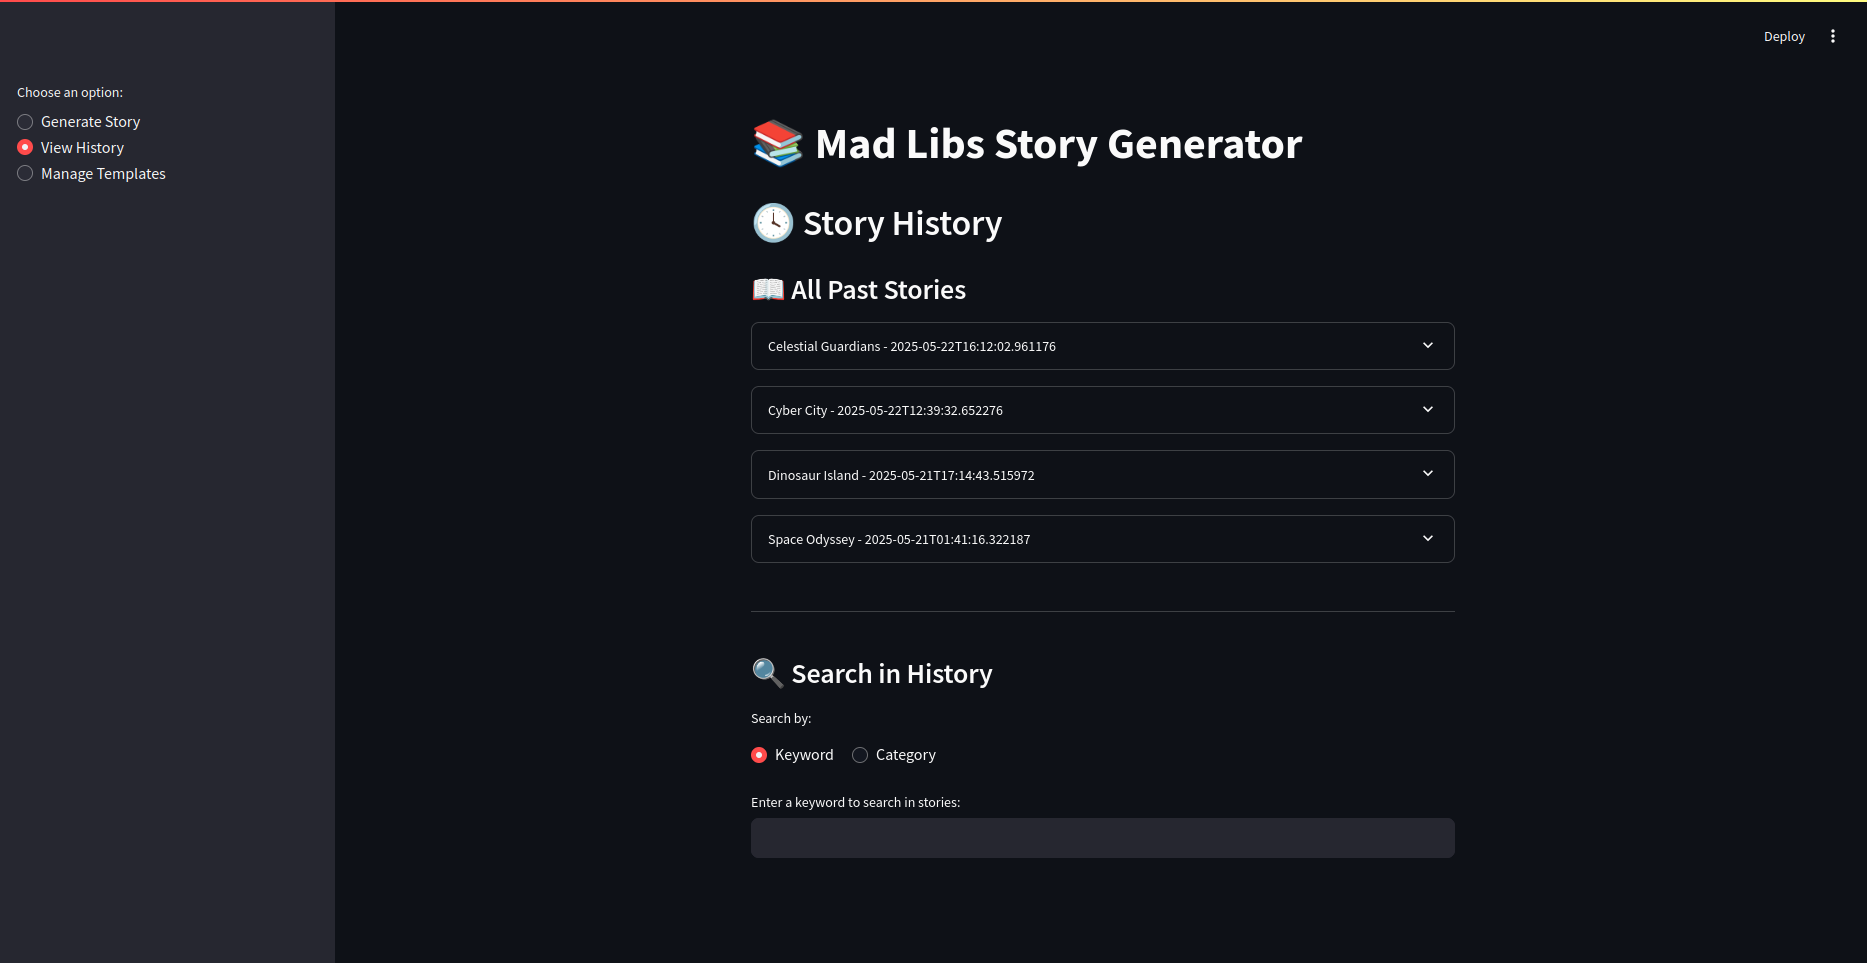 Deploy
Choose an option:
Generate Story
View History
Manage Templates
Mad Libs Story Generator
Story History
All Past Stories
Celestial Guardians - 2025-05-22T16:12:02.961176
Cyber City - 2025-05-22T12:39:32.652276
Dinosaur Island - 2025-05-21T17:14:43.515972
Space Odyssey - 2025-05-21T01:41:16.322187
Search in History
Search by:
Keyword Category
Enter a keyword to search in stories: